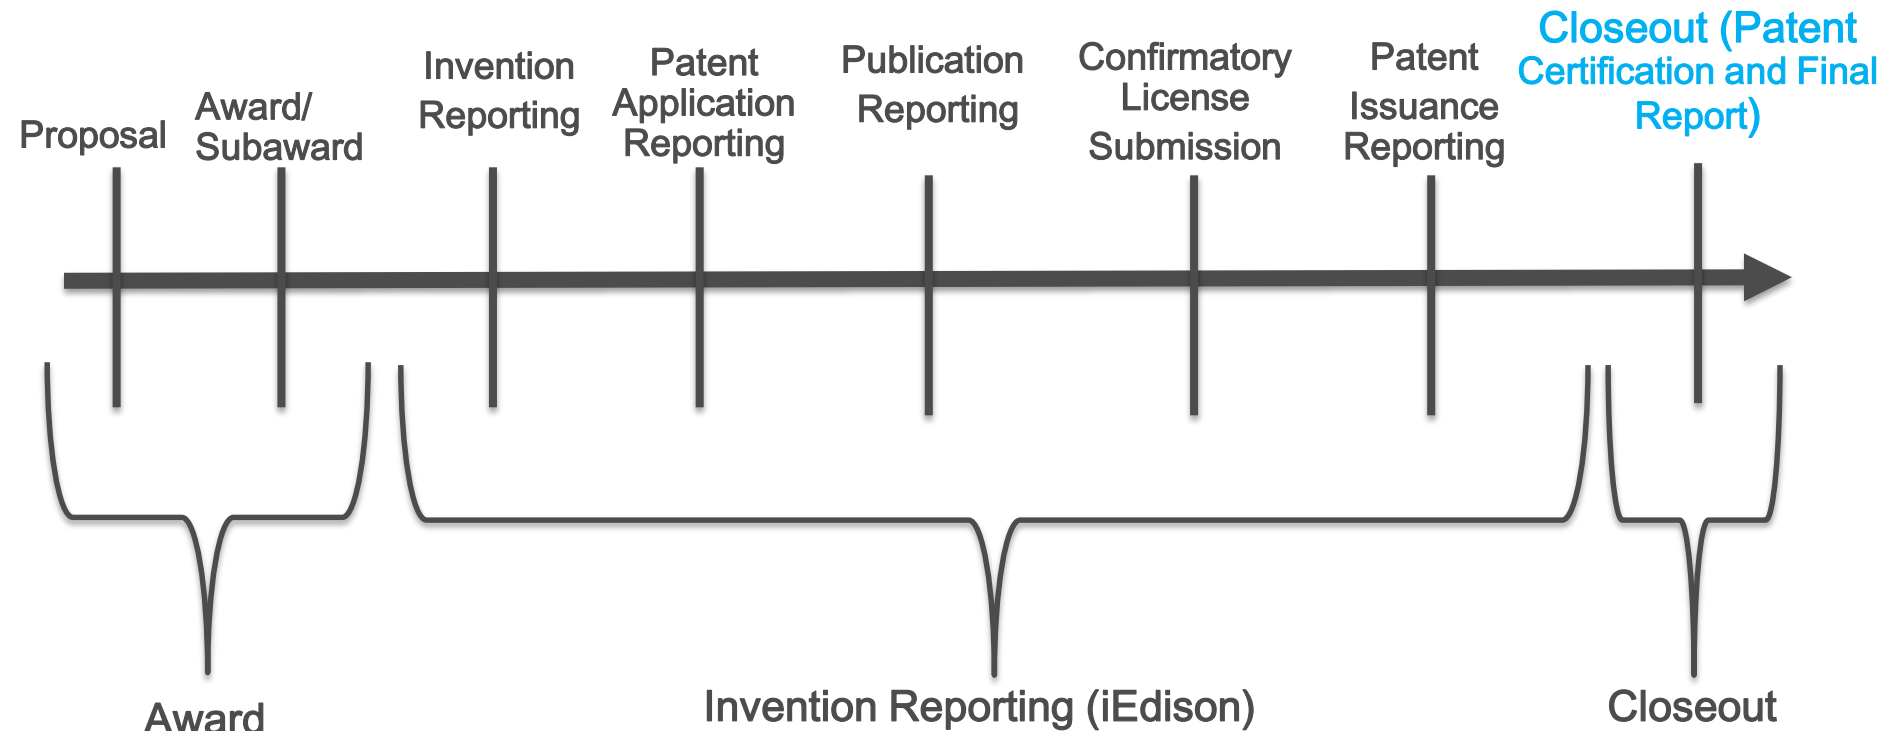 Proposal
Award/
Subaward
Invention
Reporting
Patent
Application
Reporting
Publication
Reporting
Confirmatory
License
Submission
Patent
Issuance
Reporting
Closeout (Patent
Certification and Final
Report)
Award
Invention Reporting (iEdison)
Closeout